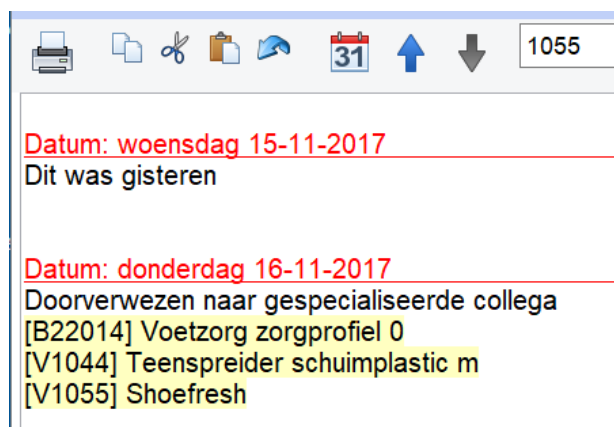 31
1055
Datum: woensdag 15-11-2017
Dit was gisteren
Datum: donderdag 16-11-2017
Doorverwezen naar gespecialiseerde collega
[B22014] Voetzorg zorgprofiel 0
[V1044] Teenspreider schuimplastic m
[V1055] Shoefresh